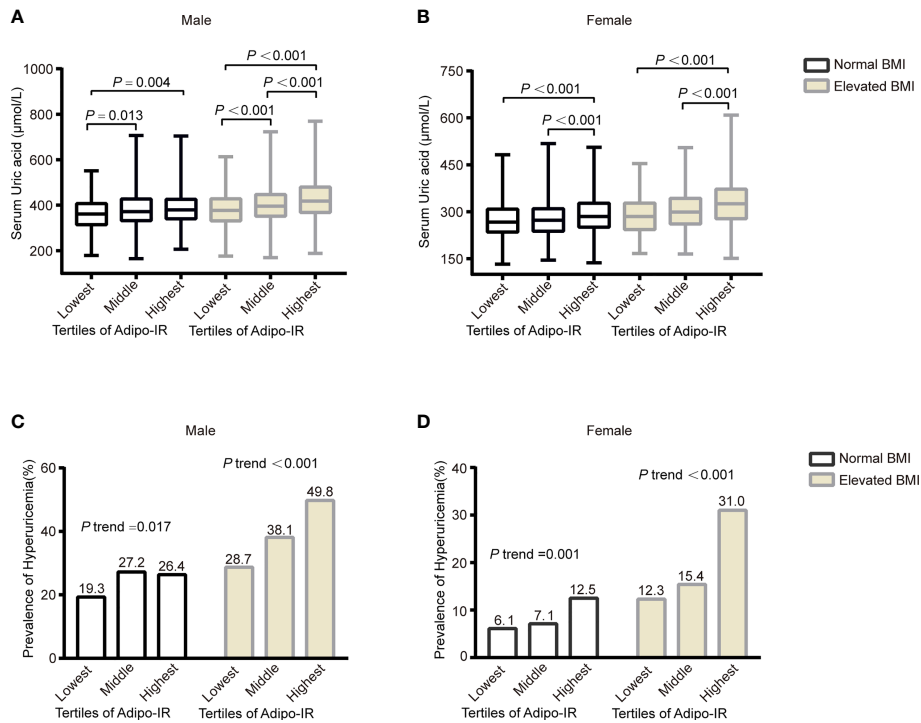 A
Male
1000
800
600
400
200
Serum Uric acid (μmol/L)
P = 0.004
P = 0.013
P <0.001
P <0.001
P <0.001
Lowest
Middle
Highest
Lowest
Middle
Highest
Tertiles of Adipo-IR
Tertiles of Adipo-IR
B
Female
750
600
450
300
150
Serum Uric acid (μmol/L)
P <0.001
P <0.001
P <0.001
P <0.001
Lowest
Middle
Highest
Lowest
Middle
Highest
Tertiles of Adipo-IR
Tertiles of Adipo-IR
Normal BMI
Elevated BMI
C
Male
60
40
20
0
Prevalence of Hyperuricemia(%)
P trend =0.017
P trend <0.001
19.3
27.2
26.4
28.7
38.1
49.8
Lowest
Middle
Highest
Lowest
Middle
Highest
Tertiles of Adipo-IR
Tertiles of Adipo-IR
D
Female
40
30
20
10
0
Prevalence of Hyperuricemia(%)
P trend =0.001
P trend <0.001
6.1
7.1
12.5
12.3
15.4
31.0
Lowest
Middle
Highest
Lowest
Middle
Highest
Tertiles of Adipo-IR
Tertiles of Adipo-IR
Normal BMI
Elevated BMI